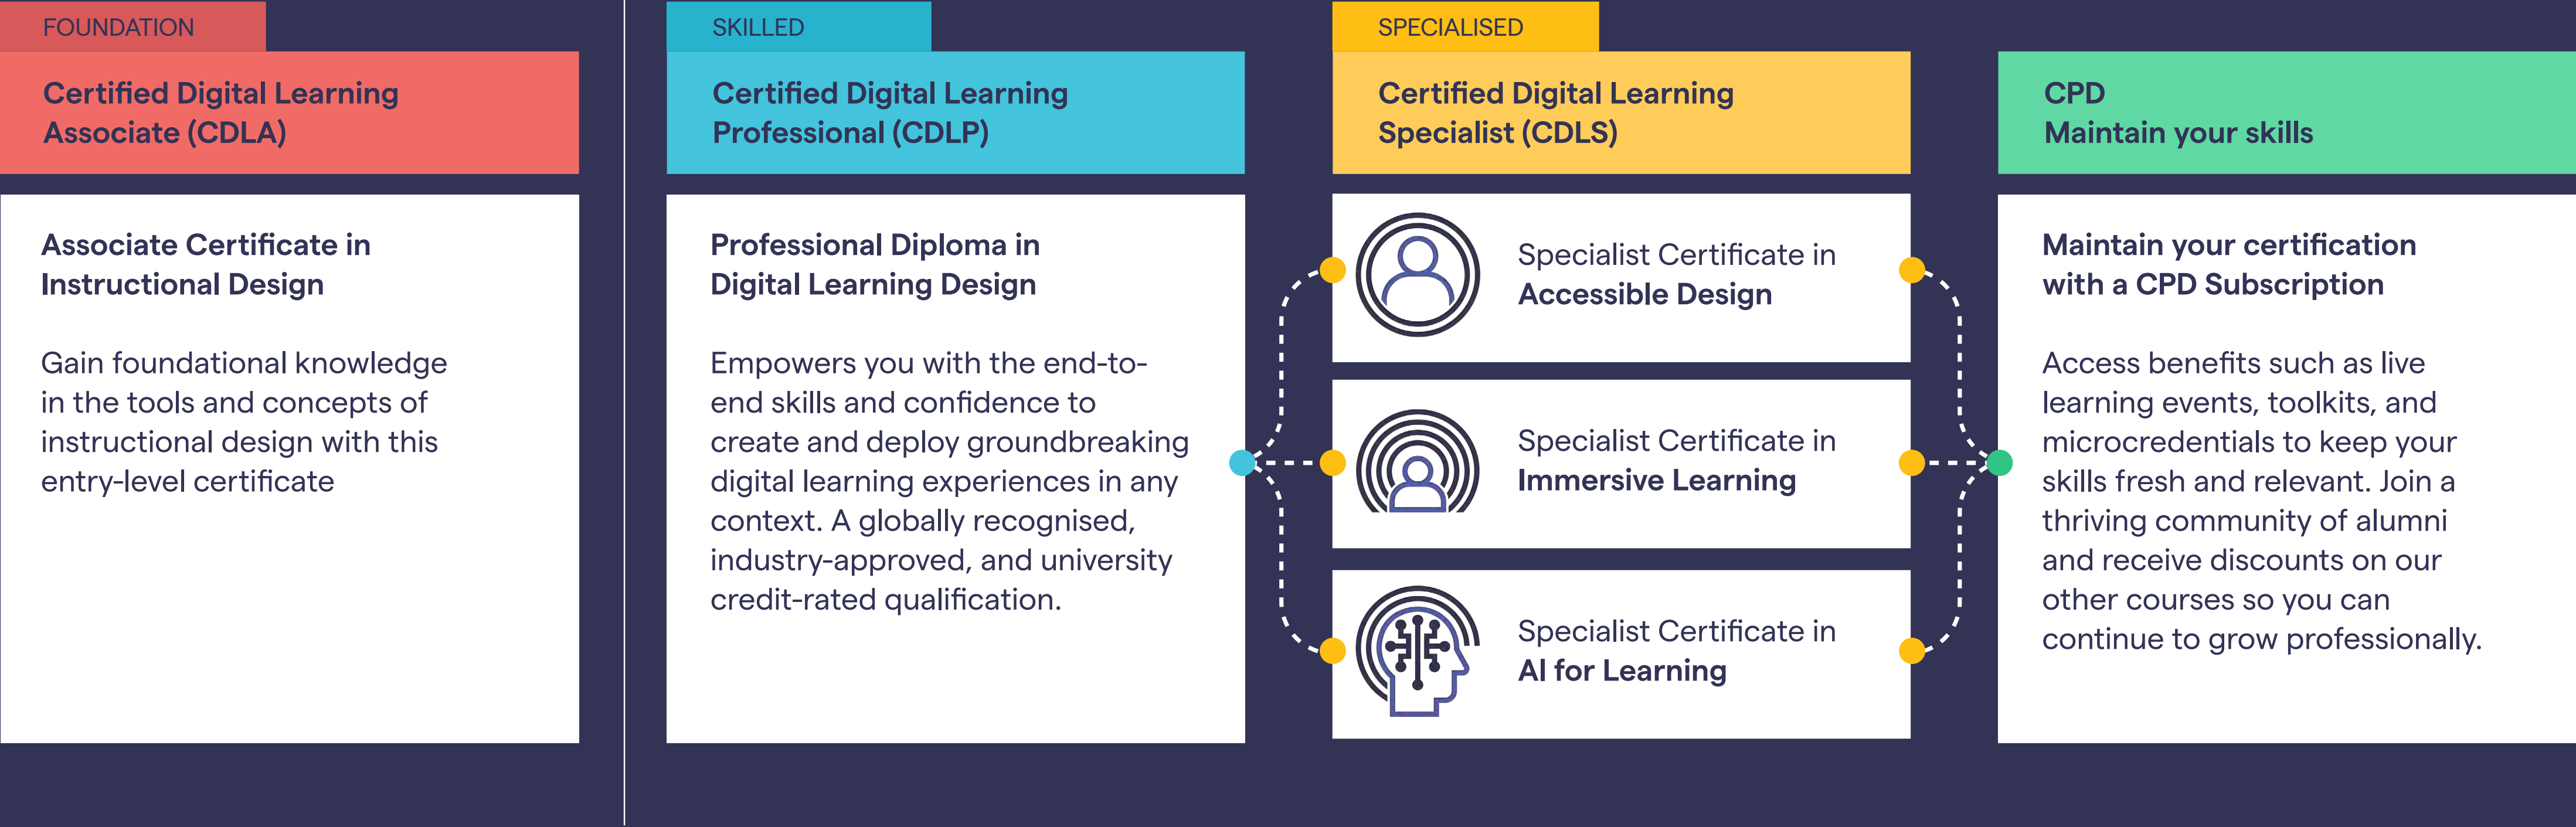 FOUNDATION
Certified Digital Learning
Associate (CDLA)
Associate Certificate in
Instructional Design
Gain foundational knowledge
in the tools and concepts of
instructional design with this
entry-level certificate
SKILLED
Certified Digital Learning
Professional (CDLP)
Professional Diploma in
Digital Learning Design
Empowers you with the end-to-
end skills and confidence to
create and deploy groundbreaking
digital learning experiences in any
context. A globally recognised,
industry-approved, and university
credit-rated qualification.
SPECIALISED
Certified Digital Learning
Specialist (CDLS)
Specialist Certificate in
Accessible Design
Specialist Certificate in
Immersive Learning
Specialist Certificate in
AI for Learning
CPD
Maintain your skills
Maintain your certification
with a CPD Subscription
Access benefits such as live
learning events, toolkits, and
microcredentials to keep your
skills fresh and relevant. Join a
thriving community of alumni
and receive discounts on our
other courses so you can
continue to grow professionally.